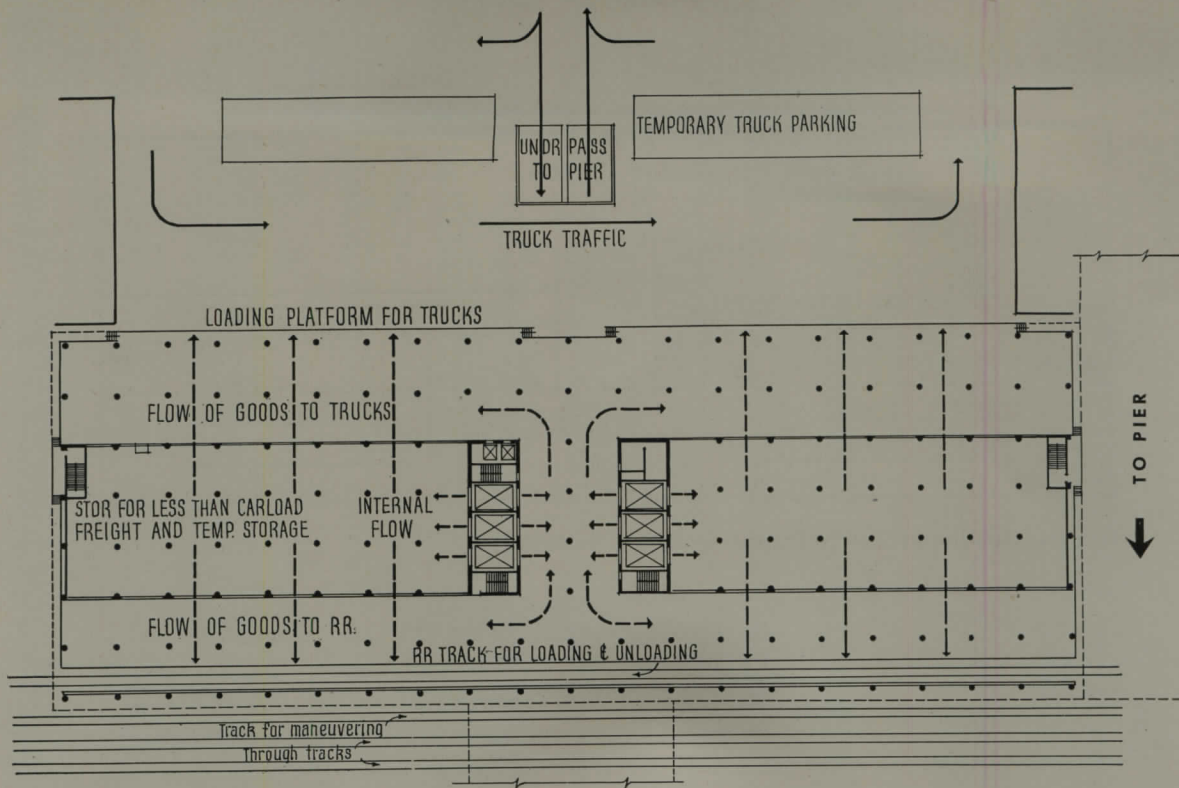 TEMPORARY TRUCK PARKING
UNDR PASS
TO PIER
TRUCK TRAFFIC
LOADING PLATFORM FOR TRUCKS
FLOW OF GOODS TO TRUCKS
TO PIER
STOR FOR LESS THAN CARLOAD
FREIGHT AND TEMP. STORAGE
INTERNAL
FLOW
FLOW OF GOODS TO RR.
RR TRACK FOR LOADING & UNLOADING
Track for maneuvering
Through tracks